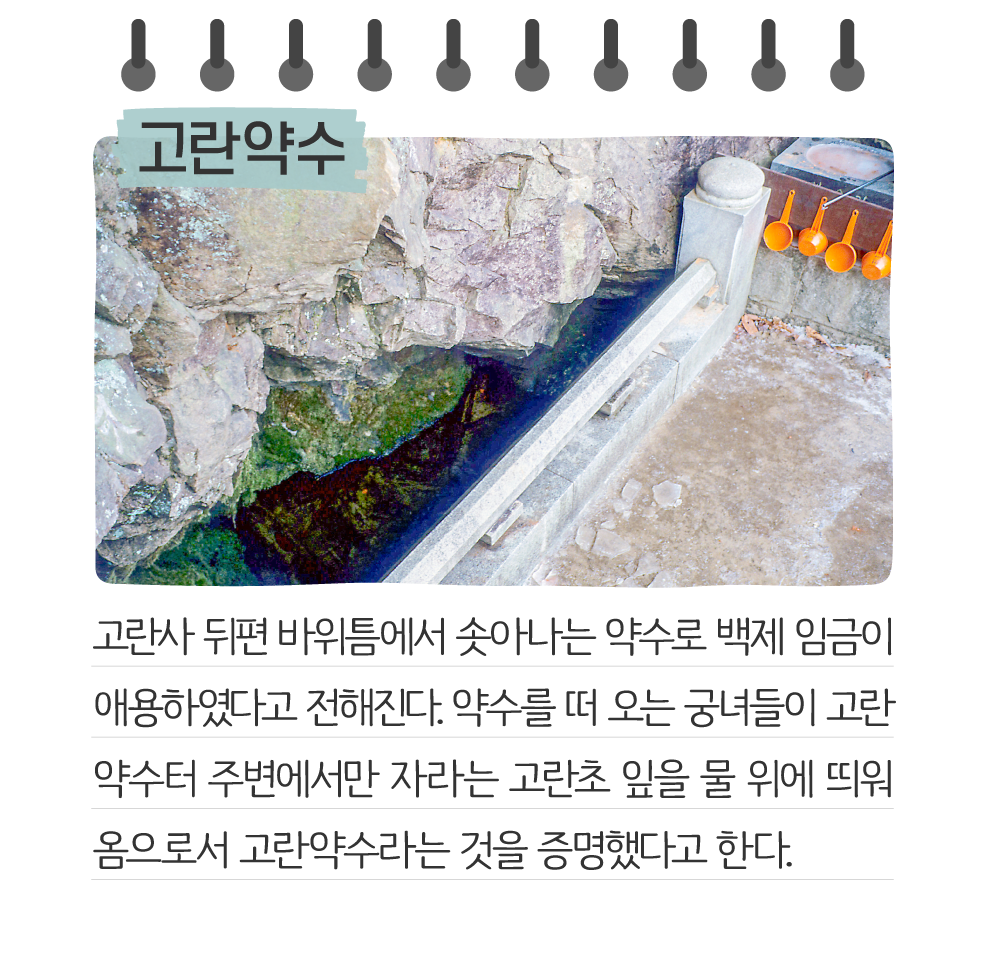 고란약수
고란사 뒤편 바위틈에서 솟아나는 약수로 백제 임금이
애용하였다고 전해진다. 약수를 떠 오는 궁녀들이 고란
약수터 주변에서만 자라는 고란초 잎을 물 위에 띄워
옴으로서 고란약수라는 것을 증명했다고 한다.